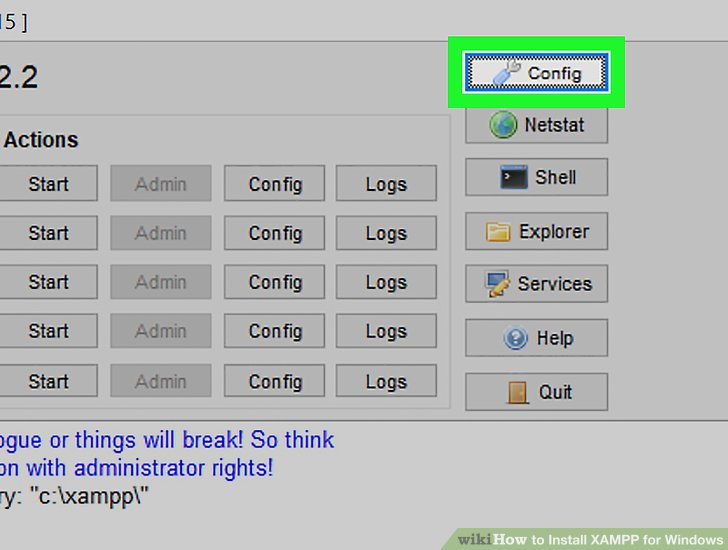 15 ]
2.2
Config
Netstat
Actions
Start Admin Config Logs
Shell
Start Admin Config Logs
Explorer
Start Admin Config Logs
Services
Start Admin Config Logs
Help
Start Admin Config Logs
Quit
ogue or things will break! So think
on with administrator rights!
ry: "c:\xampp\"
wikiHow to Install XAMPP for Windows